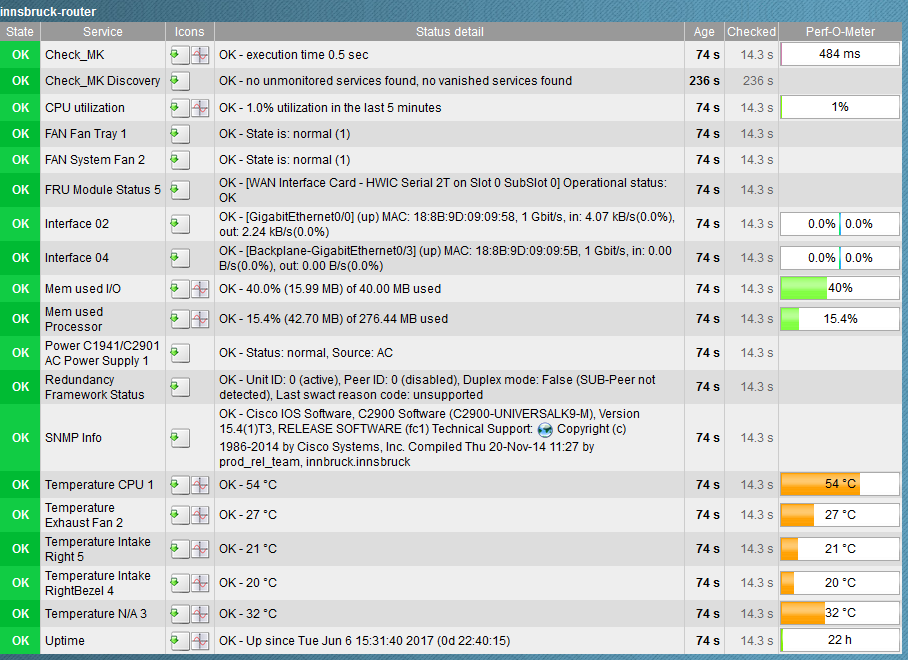 innsbruck-router
State Service Icons Status detail Age Checked Perf-O-Meter
OK Check_MK OK - execution time 0.5 sec 74 s 14.3 s 484 ms
OK Check_MK Discovery OK - no unmonitored services found, no vanished services found 236 s 236 s
OK CPU utilization OK - 1.0% utilization in the last 5 minutes 74 s 14.3 s 1%
OK FAN Fan Tray 1 OK - State is: normal (1) 74 s 14.3 s
OK FAN System Fan 2 OK - State is: normal (1) 74 s 14.3 s
OK FRU Module Status 5 OK - [WAN Interface Card - HWIC Serial 2T on Slot 0 SubSlot 0] Operational status: 74 s 14.3 s
OK
OK Interface 02 OK - [GigabitEthernet0/0] (up) MAC: 18:8B:9D:09:09:58, 1 Gbit/s, in: 4.07 kB/s(0.0%), 74 s 14.3 s 0.0% 0.0%
out: 2.24 kB/s(0.0%)
OK Interface 04 OK - [Backplane-GigabitEthernet0/3] (up) MAC: 18:8B:9D:09:09:5B, 1 Gbit/s, in: 0.00 74 s 14.3 s 0.0% 0.0%
B/s(0.0%), out: 0.00 B/s(0.0%)
OK Mem used I/O OK - 40.0% (15.99 MB) of 40.00 MB used 74 s 14.3 s 40%
OK Mem used OK - 15.4% (42.70 MB) of 276.44 MB used 74 s 14.3 s 15.4%
Processor
OK Power C1941/C2901 OK - Status: normal, Source: AC 74 s 14.3 s
AC Power Supply 1
OK Redundancy OK - Unit ID: 0 (active), Peer ID: 0 (disabled), Duplex mode: False (SUB-Peer not 74 s 14.3 s
Framework Status detected), Last swact reason code: unsupported
OK SNMP Info OK - Cisco IOS Software, C2900 Software (C2900-UNIVERSALK9-M), Version 74 s 14.3 s
15.4(1)T3, RELEASE SOFTWARE (fc1) Technical Support: Copyright (c)
1986-2014 by Cisco Systems, Inc. Compiled Thu 20-Nov-14 11:27 by
prod_rel_team, innbruck.innsbruck
OK Temperature CPU 1 OK - 54 °C 74 s 14.3 s 54 °C
OK Temperature OK - 27 °C 74 s 14.3 s 27 °C
Exhaust Fan 2
OK Temperature Intake OK - 21 °C 74 s 14.3 s 21 °C
Right 5
OK Temperature Intake OK - 20 °C 74 s 14.3 s 20 °C
RightBezel 4
OK Temperature N/A 3 OK - 32 °C 74 s 14.3 s 32 °C
OK Uptime OK - Up since Tue Jun 6 15:31:40 2017 (0d 22:40:15) 74 s 14.3 s 22 h